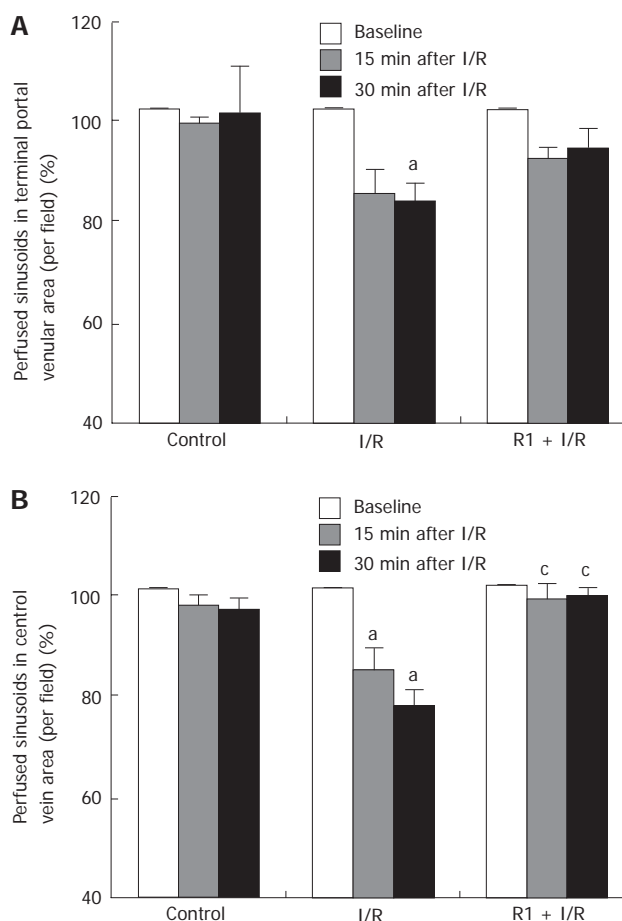 A
Perfused sinusoids in terminal portal
venular area (per field) (%)
120
100
80
60
40
Baseline
15 min after I/R
30 min after I/R
a
Control
I/R
R1 + I/R
B
Perfused sinusoids in control
vein area (per field) (%)
120
100
80
60
40
Baseline
15 min after I/R
30 min after I/R
a
a
c
c
Control
I/R
R1 + I/R